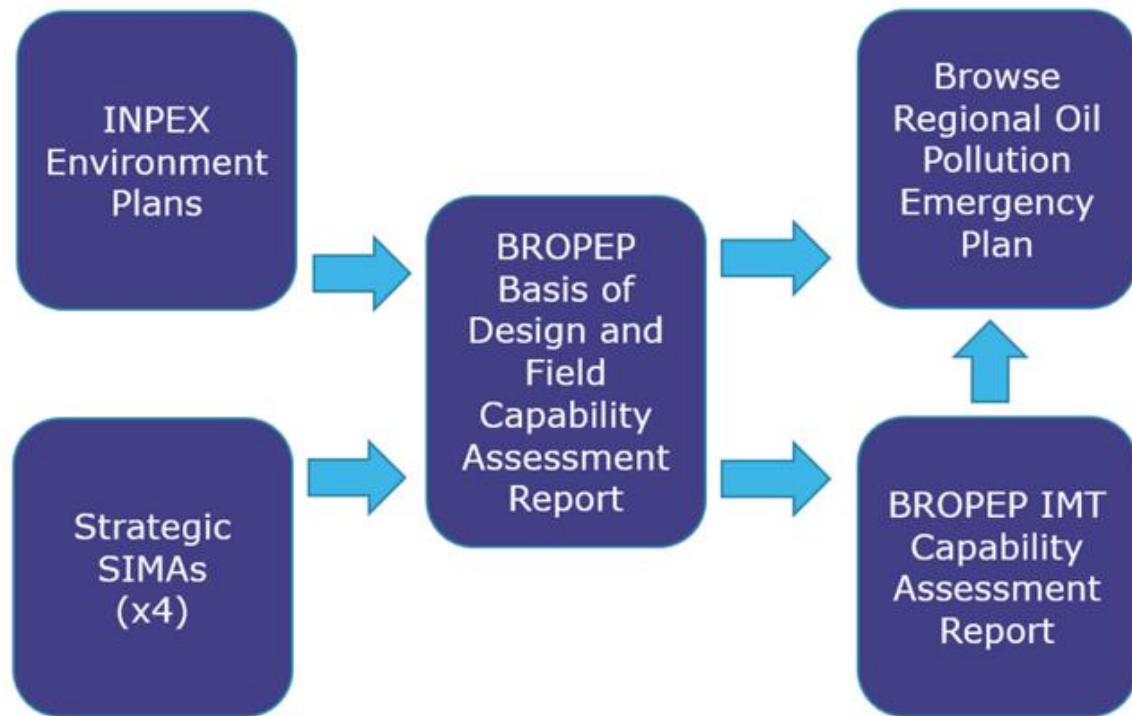 INPEX
Environment
Plans
Strategic
SIMAs
(x4)
BROPEP
Basis of
Design and
Field
Capability
Assessment
Report
Browse
Regional Oil
Pollution
Emergency
Plan
BROPEP IMT
Capability
Assessment
Report